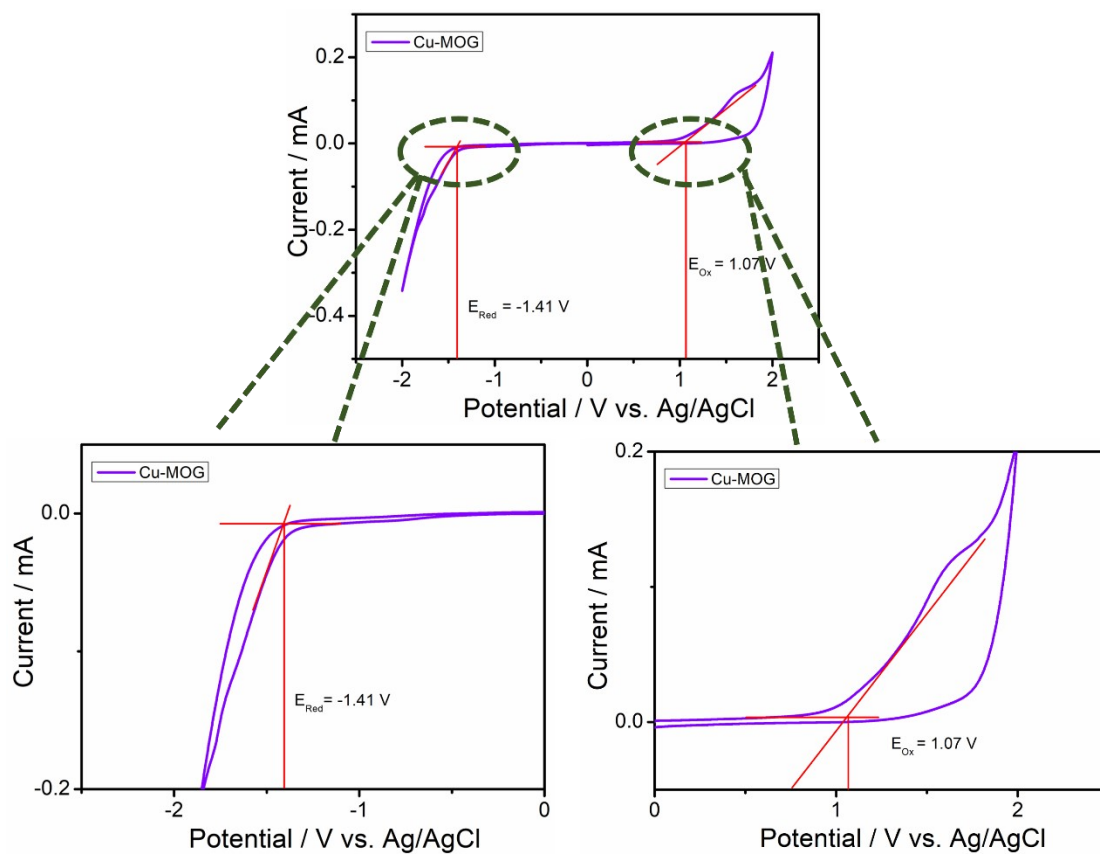 Cu-MOG
0.2
0.0
-0.2
-0.4
Current / mA
E_Ox = 1.07 V
E_Red = -1.41 V
-2 -1 0 1 2
Potential / V vs. Ag/AgCl
Cu-MOG
0.0
-0.2
Current / mA
E_Red = -1.41 V
-2 -1 0
Potential / V vs. Ag/AgCl
Cu-MOG
0.2
0.0
Current / mA
E_Ox = 1.07 V
0 1 2
Potential / V vs. Ag/AgCl